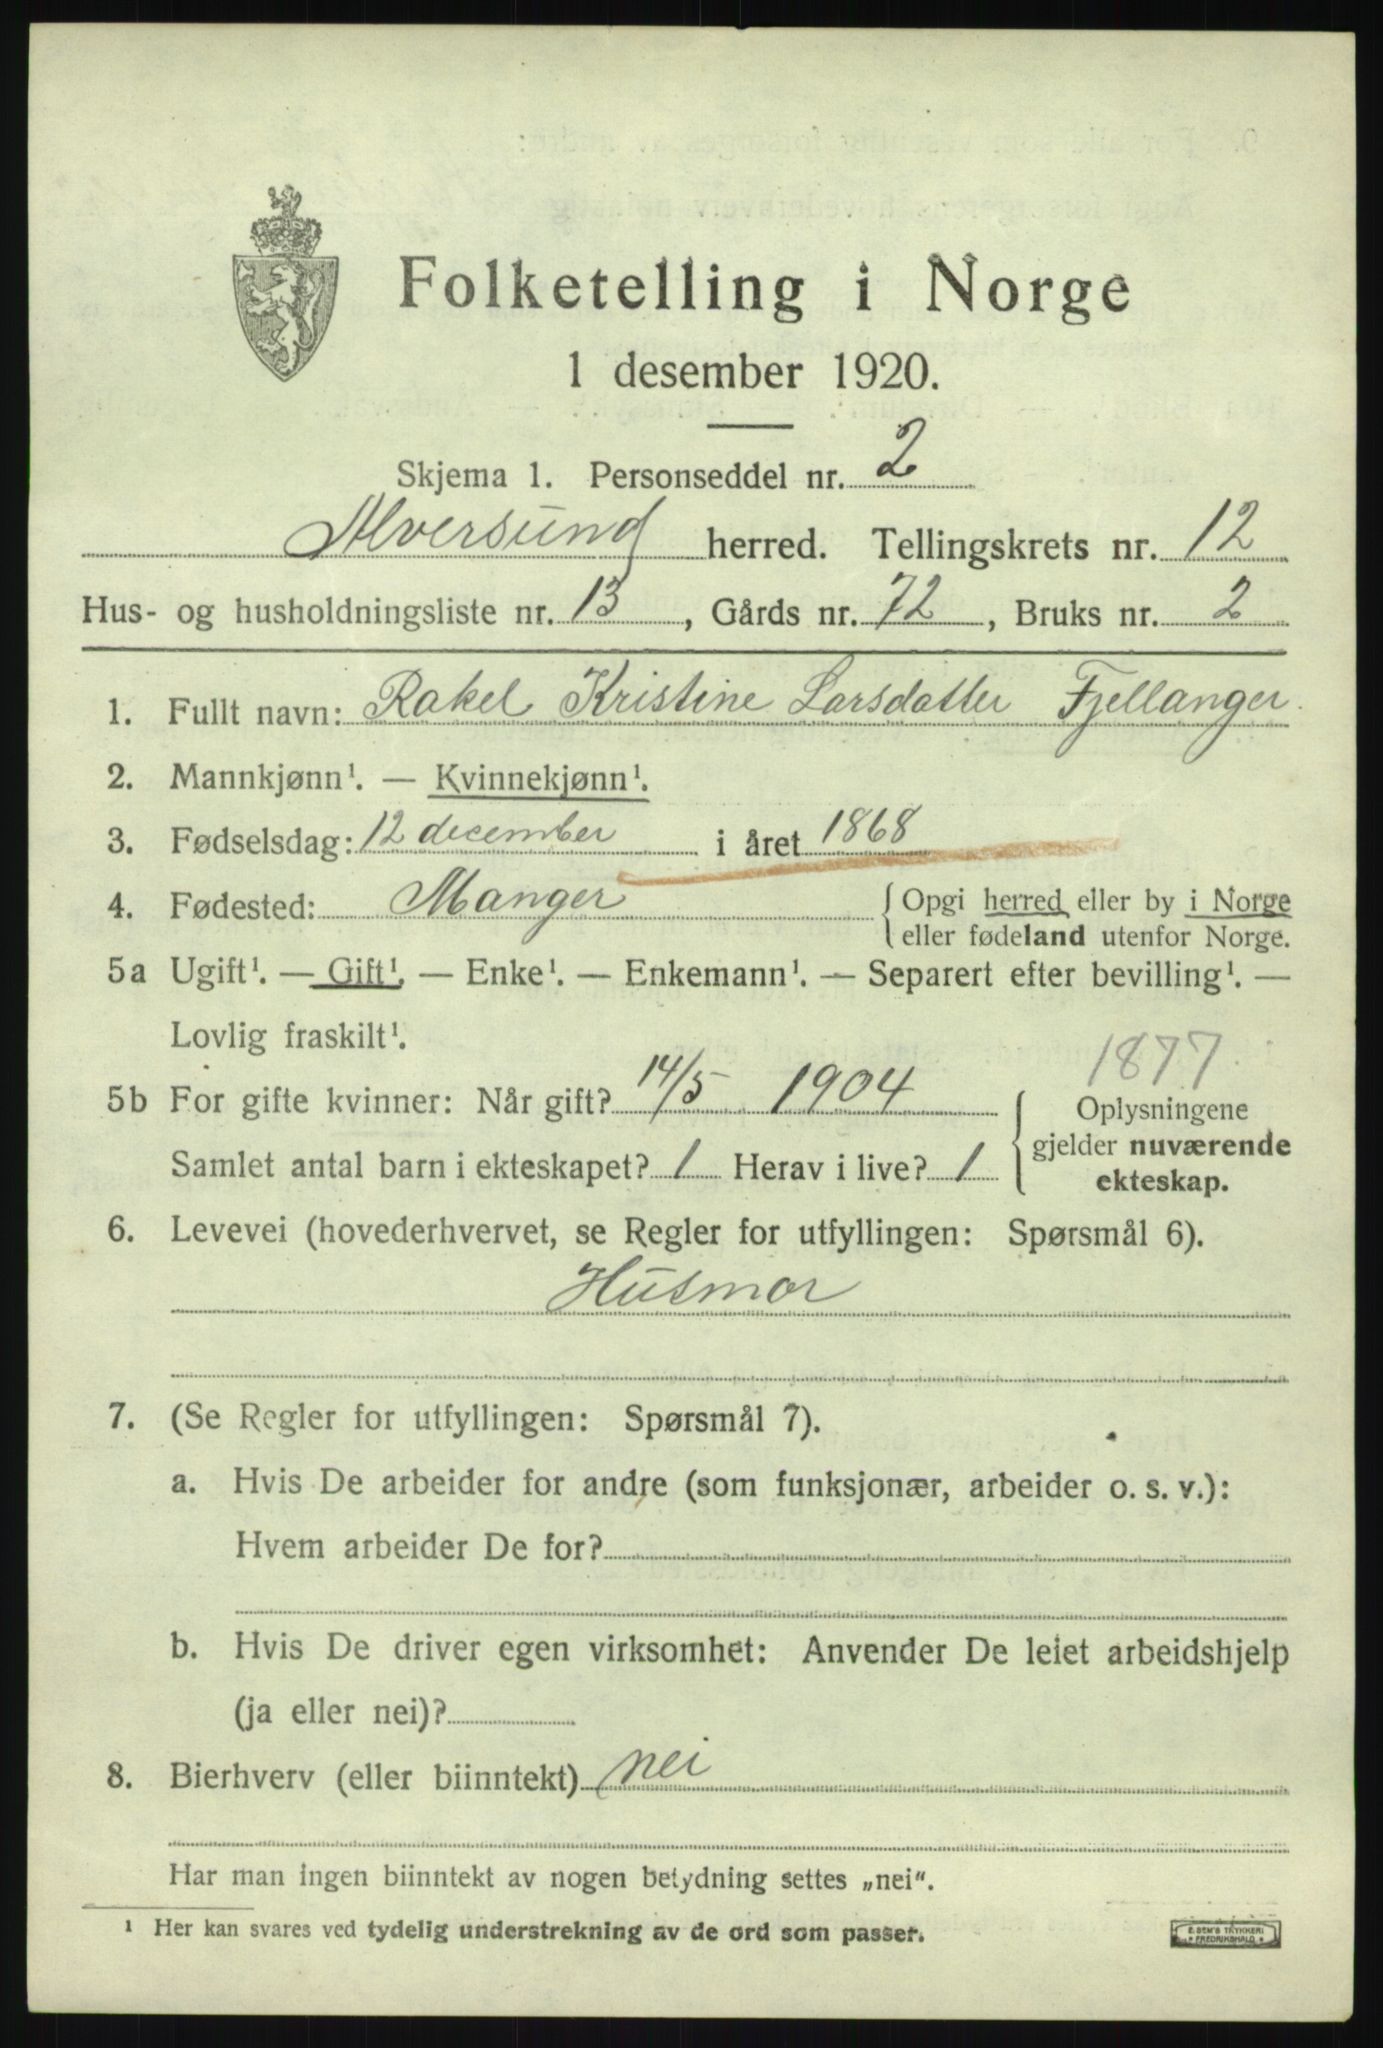 Folketelling i Norge
1 desember 1920.
Skjema 1. Personseddel nr. 2
Alversund herred. Tellingskrets nr. 12
Hus- og husholdningsliste nr. 13, Gårds nr. 72, Bruks nr. 2
1. Fullt navn: Rakel Kristine Larsdatter Fjellanger.
2. Mannkjønn¹. — Kvinnekjønn¹.
3. Fødselsdag: 12 december i året 1868
4. Fødested: Manger { Opgi herred eller by i Norge
eller fødeland utenfor Norge.
5a Ugift¹. — Gift¹. — Enke¹. — Enkemann¹. — Separert efter bevilling¹. —
Lovlig fraskilt¹.
1877
5b For gifte kvinner: Når gift? 14/5 1904 { Oplysningene
gjelder nuværende
Samlet antal barn i ekteskapet? 1 Herav i live? 1
ekteskap.
6. Levevei (hovederhvervet, se Regler for utfyllingen: Spørsmål 6).
Husmor
7. (Se Regler for utfyllingen: Spørsmål 7).
a. Hvis De arbeider for andre (som funksjonær, arbeider o. s. v.):
Hvem arbeider De for?
b. Hvis De driver egen virksomhet: Anvender De leiet arbeidshjelp
(ja eller nei)?
8. Bierhverv (eller biinntekt) nei
Har man ingen biinntekt av nogen betydning settes „nei“.
¹ Her kan svares ved tydelig understrekning av de ord som passer.
E. SEM'S TRYKKERI
FREDRIKSHALD